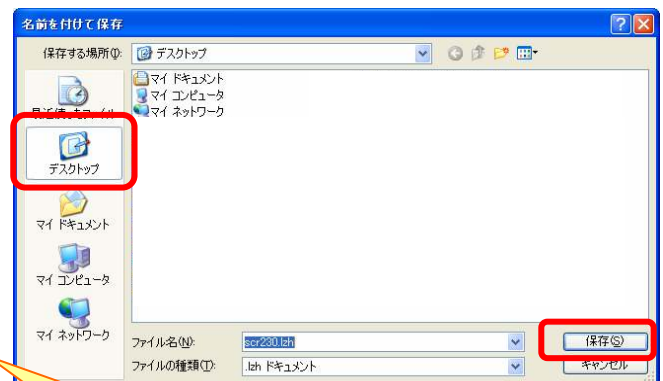 名前を付けて保存
保存する場所(I):
デスクトップ
マイ ドキュメント
マイ コンピュータ
マイ ネットワーク
デスクトップ
マイ ドキュメント
マイ コンピュータ
マイ ネットワーク
ファイル名(N):
scr230.lzh
保存(S)
ファイルの種類(T):
.lzh ドキュメント
キャンセル